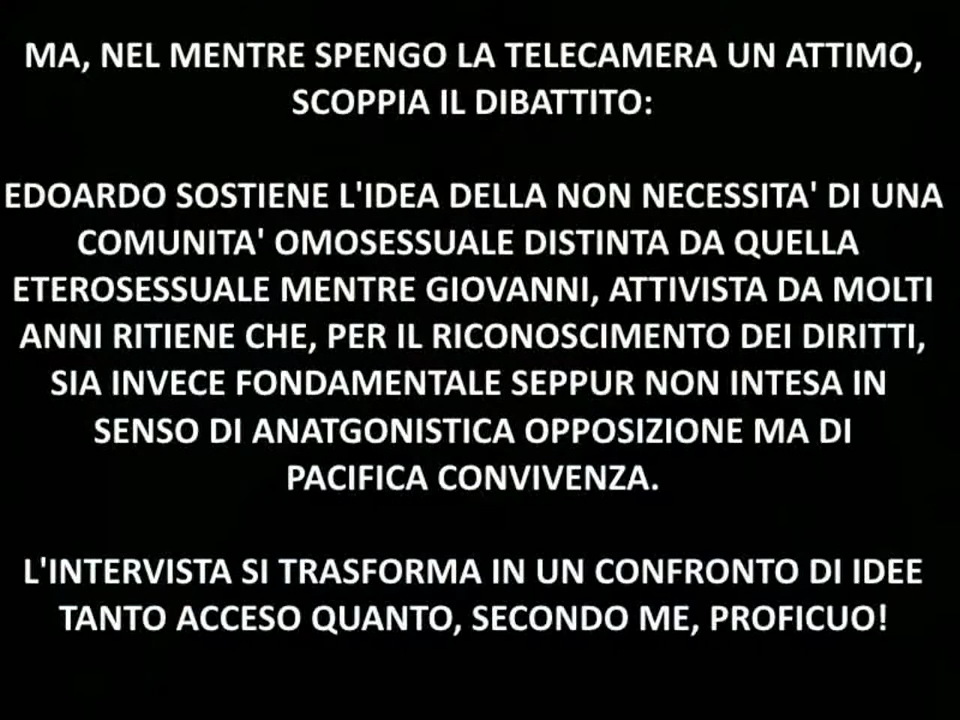 MA, NEL MENTRE SPENGO LA TELECAMERA UN ATTIMO,
SCOPPIA IL DIBATTITO:
EDOARDO SOSTIENE L'IDEA DELLA NON NECESSITA' DI UNA
COMUNITA' OMOSESSUALE DISTINTA DA QUELLA
ETEROSESSUALE MENTRE GIOVANNI, ATTIVISTA DA MOLTI
ANNI RITIENE CHE, PER IL RICONOSCIMENTO DEI DIRITTI,
SIA INVECE FONDAMENTALE SEPPUR NON INTESA IN
SENSO DI ANATGONISTICA OPPOSIZIONE MA DI
PACIFICA CONVIVENZA.
L'INTERVISTA SI TRASFORMA IN UN CONFRONTO DI IDEE
TANTO ACCESO QUANTO, SECONDO ME, PROFICUO!